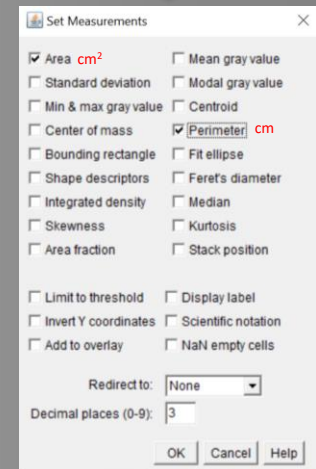 Set Measurements
Area cm² Mean gray value
Standard deviation Modal gray value
Min & max gray value Centroid
Center of mass Perimeter cm
Bounding rectangle Fit ellipse
Shape descriptors Feret's diameter
Integrated density Median
Skewness Kurtosis
Area fraction Stack position
Limit to threshold Display label
Invert Y coordinates Scientific notation
Add to overlay NaN empty cells
Redirect to: None
Decimal places (0-9): 3
OK Cancel Help